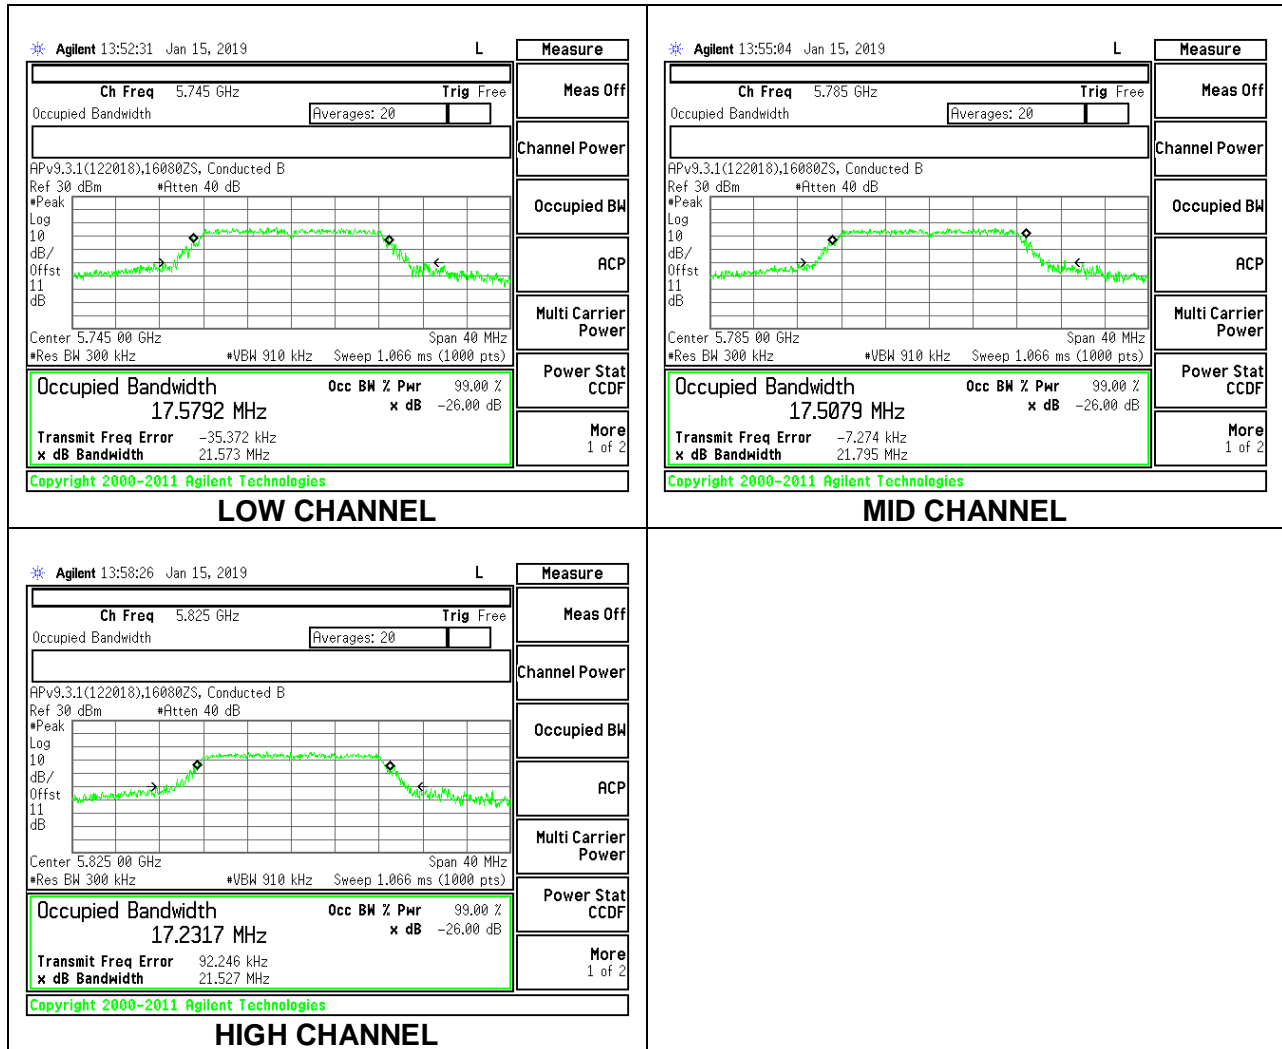 Agilent 13:52:31 Jan 15, 2019 L
Measure
Ch Freq 5.745 GHz Trig Free
Meas Off
Occupied Bandwidth Averages: 20
Channel Power
APv9.3.1(122018),16080ZS, Conducted B
Ref 30 dBm #Atten 40 dB
#Peak
Log
10
dB/
Offst
11
dB
Occupied BW
ACP
Multi Carrier
Power
Center 5.745 00 GHz Span 40 MHz
#Res BW 300 kHz #VBW 910 kHz Sweep 1.066 ms (1000 pts)
Power Stat
CCDF
Occupied Bandwidth Occ BW % Pwr 99.00 %
17.5792 MHz x dB -26.00 dB
Transmit Freq Error -35.372 kHz
x dB Bandwidth 21.573 MHz
More
1 of 2
Copyright 2000-2011 Agilent Technologies
LOW CHANNEL
Agilent 13:55:04 Jan 15, 2019 L
Measure
Ch Freq 5.785 GHz Trig Free
Meas Off
Occupied Bandwidth Averages: 20
Channel Power
APv9.3.1(122018),16080ZS, Conducted B
Ref 30 dBm #Atten 40 dB
#Peak
Log
10
dB/
Offst
11
dB
Occupied BW
ACP
Multi Carrier
Power
Center 5.785 00 GHz Span 40 MHz
#Res BW 300 kHz #VBW 910 kHz Sweep 1.066 ms (1000 pts)
Power Stat
CCDF
Occupied Bandwidth Occ BW % Pwr 99.00 %
17.5079 MHz x dB -26.00 dB
Transmit Freq Error -7.274 kHz
x dB Bandwidth 21.795 MHz
More
1 of 2
Copyright 2000-2011 Agilent Technologies
MID CHANNEL
Agilent 13:58:26 Jan 15, 2019 L
Measure
Ch Freq 5.825 GHz Trig Free
Meas Off
Occupied Bandwidth Averages: 20
Channel Power
APv9.3.1(122018),16080ZS, Conducted B
Ref 30 dBm #Atten 40 dB
#Peak
Log
10
dB/
Offst
11
dB
Occupied BW
ACP
Multi Carrier
Power
Center 5.825 00 GHz Span 40 MHz
#Res BW 300 kHz #VBW 910 kHz Sweep 1.066 ms (1000 pts)
Power Stat
CCDF
Occupied Bandwidth Occ BW % Pwr 99.00 %
17.2317 MHz x dB -26.00 dB
Transmit Freq Error 92.246 kHz
x dB Bandwidth 21.527 MHz
More
1 of 2
Copyright 2000-2011 Agilent Technologies
HIGH CHANNEL